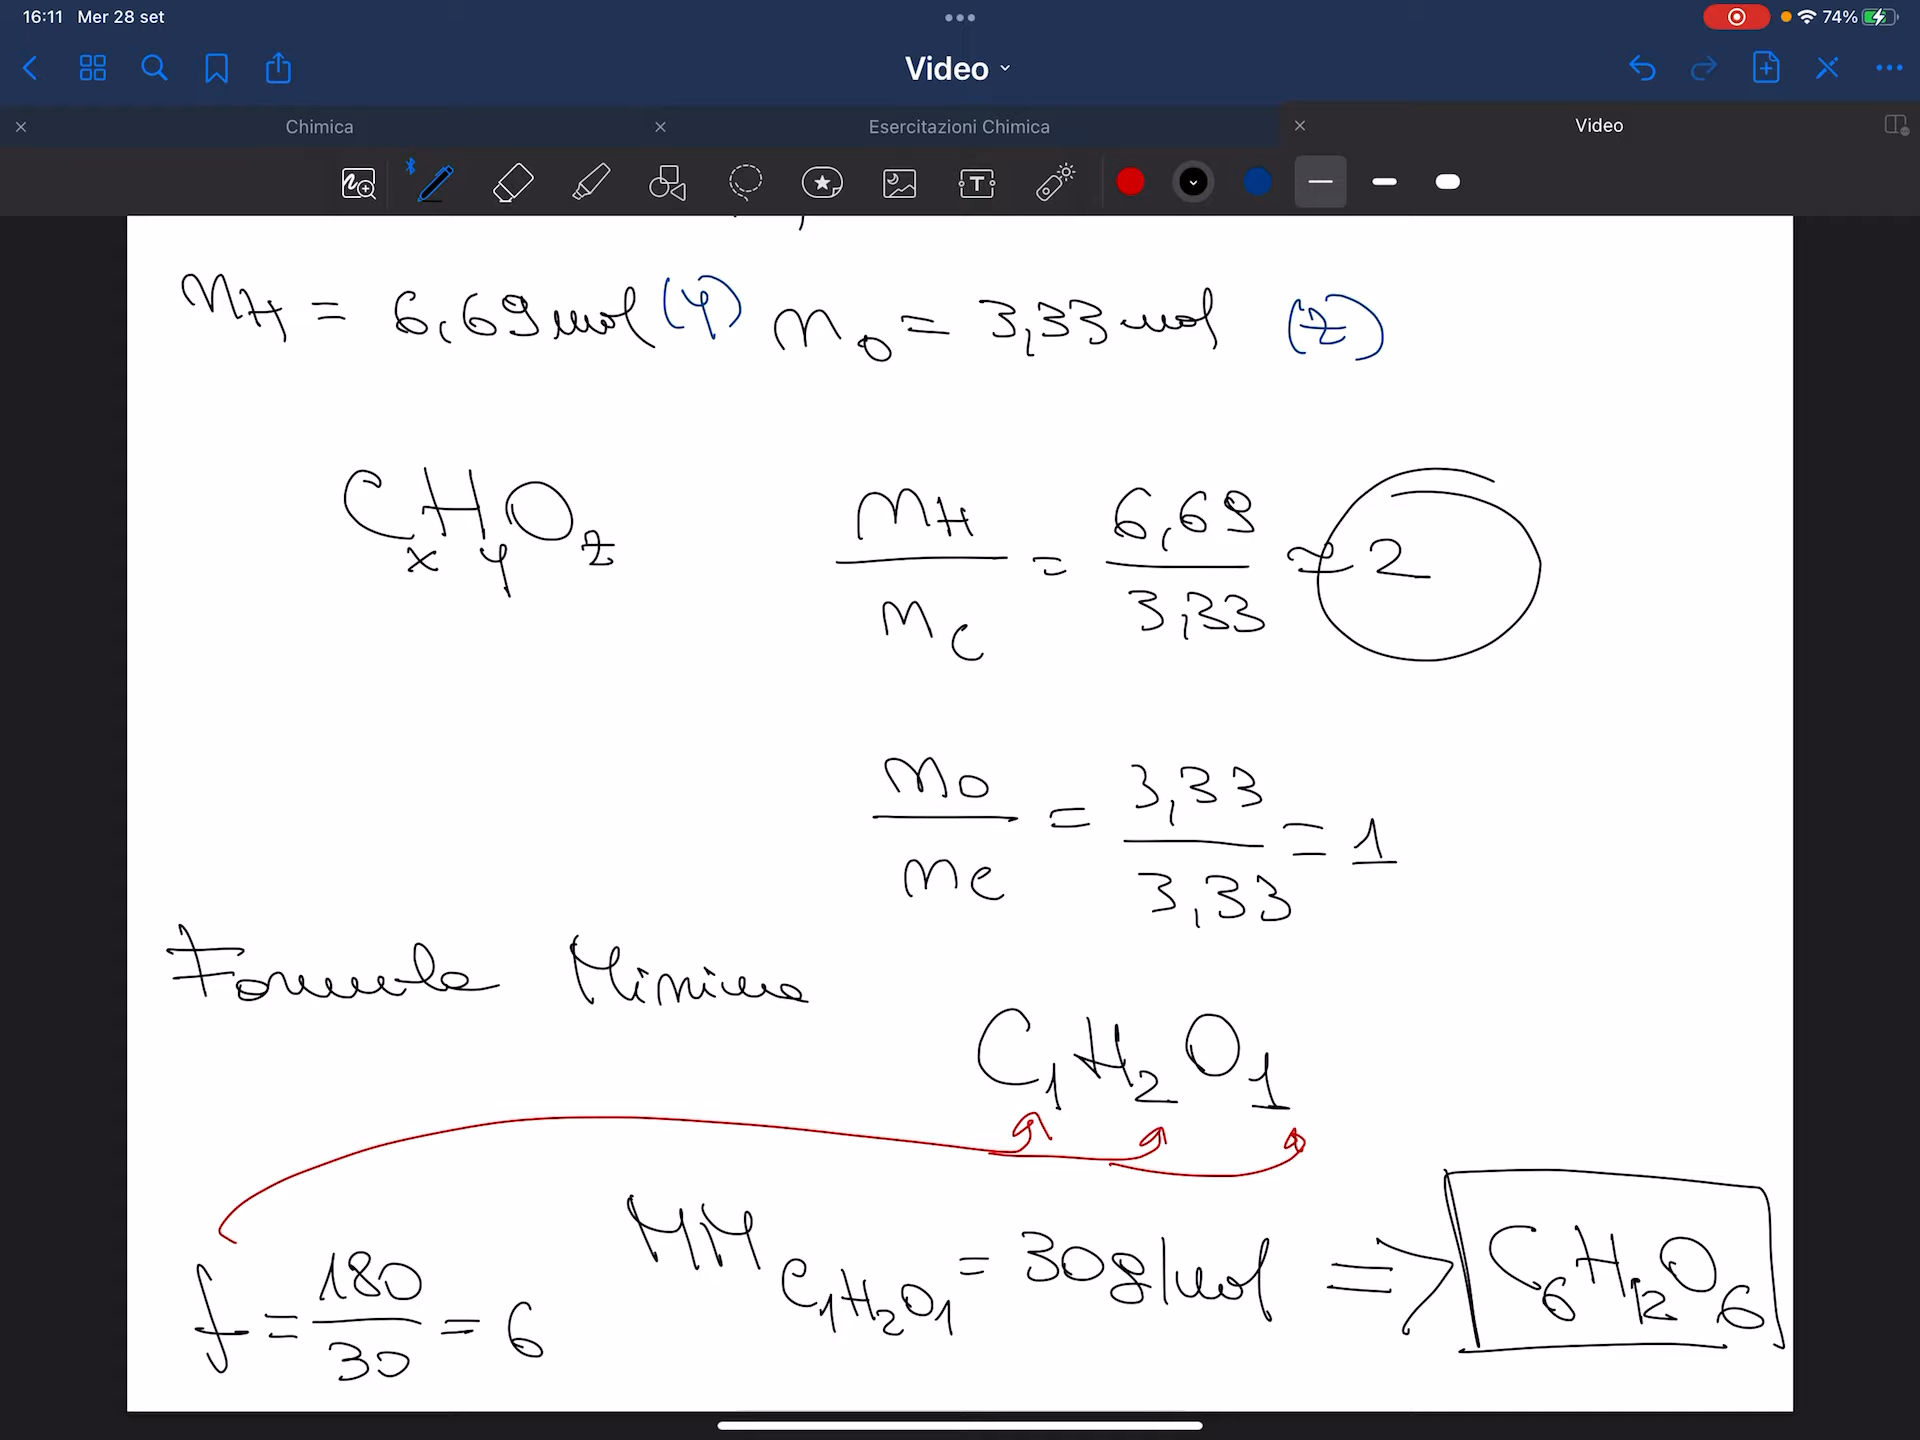 16:11 Mer 28 set
74%
Video
Chimica
Esercitazioni Chimica
Video
T
nH = 6,69 mol (y) nO = 3,33 mol (z)
CxHyOz
nH / nC = 6,69 / 3,33 ≈ 2
nO / nC = 3,33 / 3,33 = 1
Formula Minima
C1H2O1
f = 180 / 30 = 6
MM C1H2O1 = 30 g/mol ⇒ C6H12O6